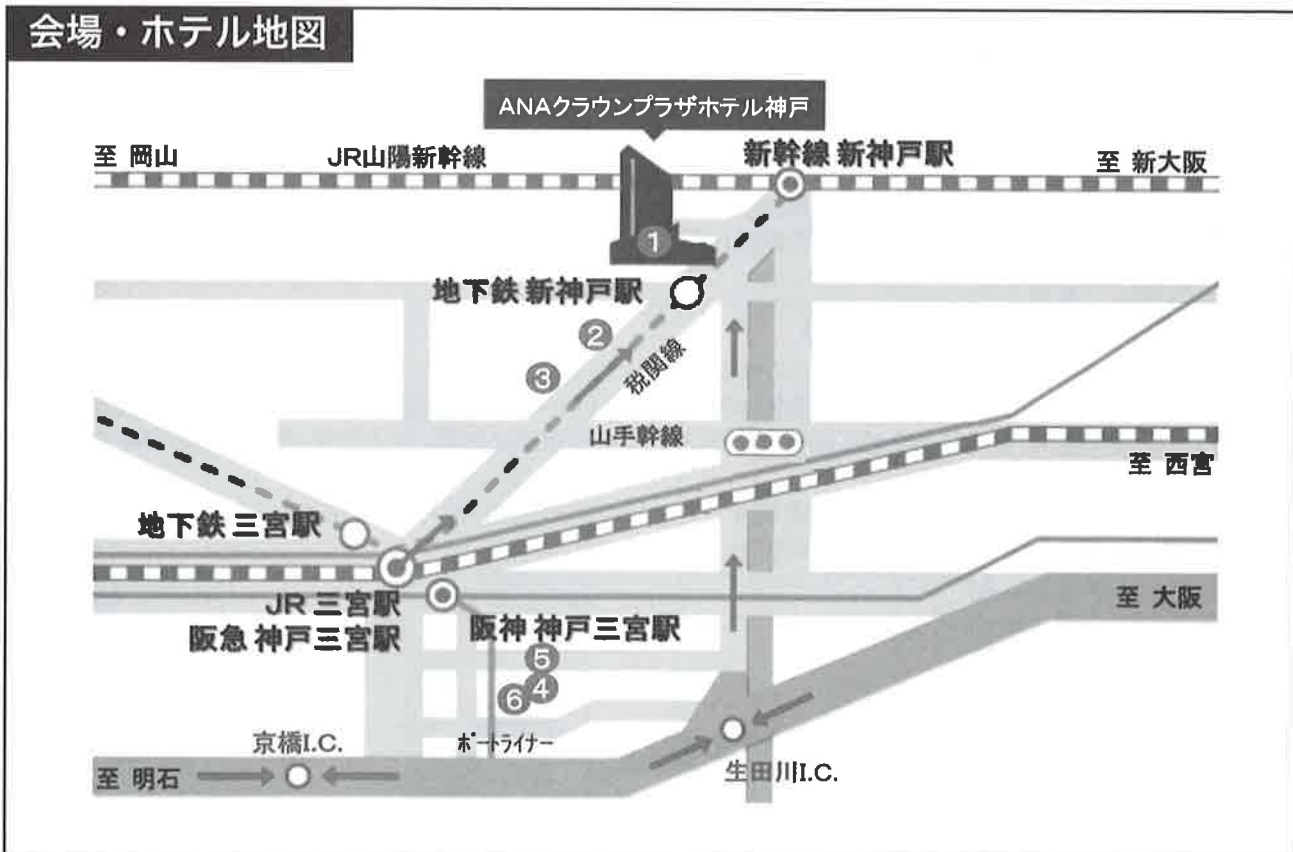 会場・ホテル地図
ANAクラウンプラザホテル神戸
至 岡山
JR山陽新幹線
新幹線 新神戸駅
至 新大阪
1
地下鉄 新神戸駅
2
3
税関線
山手幹線
至 西宮
地下鉄 三宮駅
JR 三宮駅
阪急 神戸三宮駅
阪神 神戸三宮駅
至 大阪
5
6
4
京橋I.C.
ポートライナー
至 明石
生田川I.C.